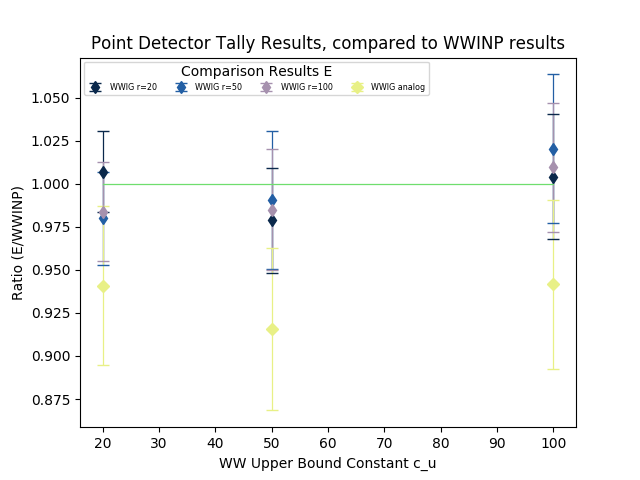 Point Detector Tally Results, compared to WWINP results
Comparison Results E
WWIG r=20 WWIG r=50 WWIG r=100 WWIG analog
1.050
1.025
1.000
0.975
0.950
0.925
0.900
0.875
Ratio (E/WWINP)
20 30 40 50 60 70 80 90 100
WW Upper Bound Constant c_u